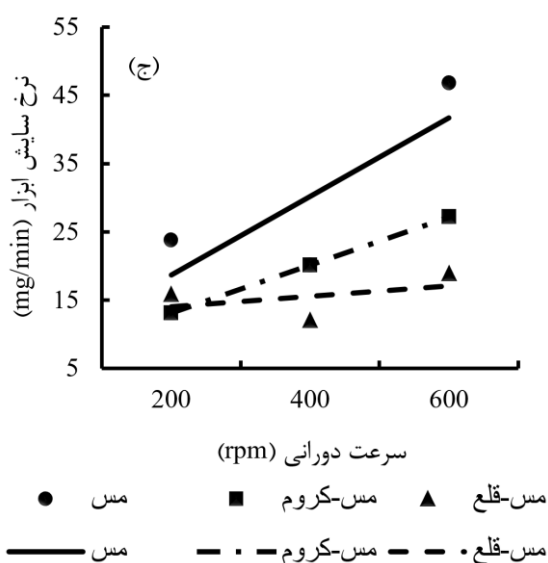 55
45
35
25
15
5
(ج)
نرخ سایش ابزار (mg/min)
200 400 600
سرعت دورانی (rpm)
مس مس-کروم مس-قلع
مس مس-کروم مس-قلع